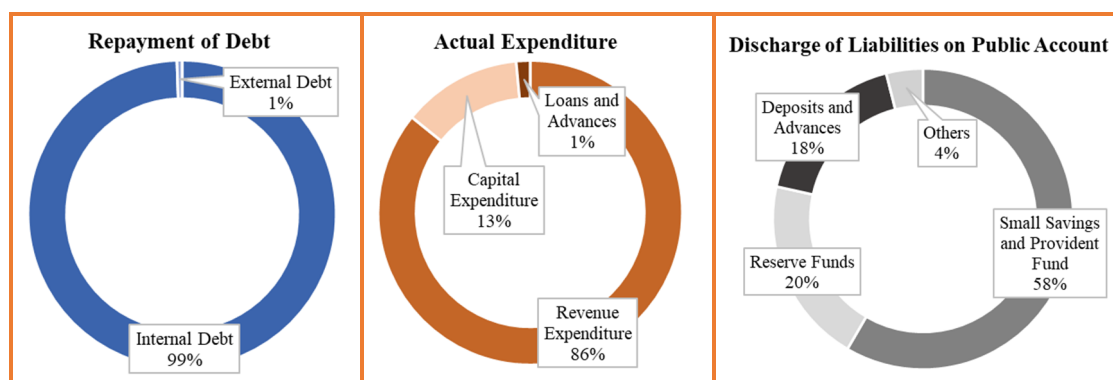 Repayment of Debt
External Debt
1%
Internal Debt
99%
Actual Expenditure
Loans and
Advances
1%
Capital
Expenditure
13%
Revenue
Expenditure
86%
Discharge of Liabilities on Public Account
Deposits and
Advances
18%
Others
4%
Small Savings
and Provident
Fund
58%
Reserve Funds
20%